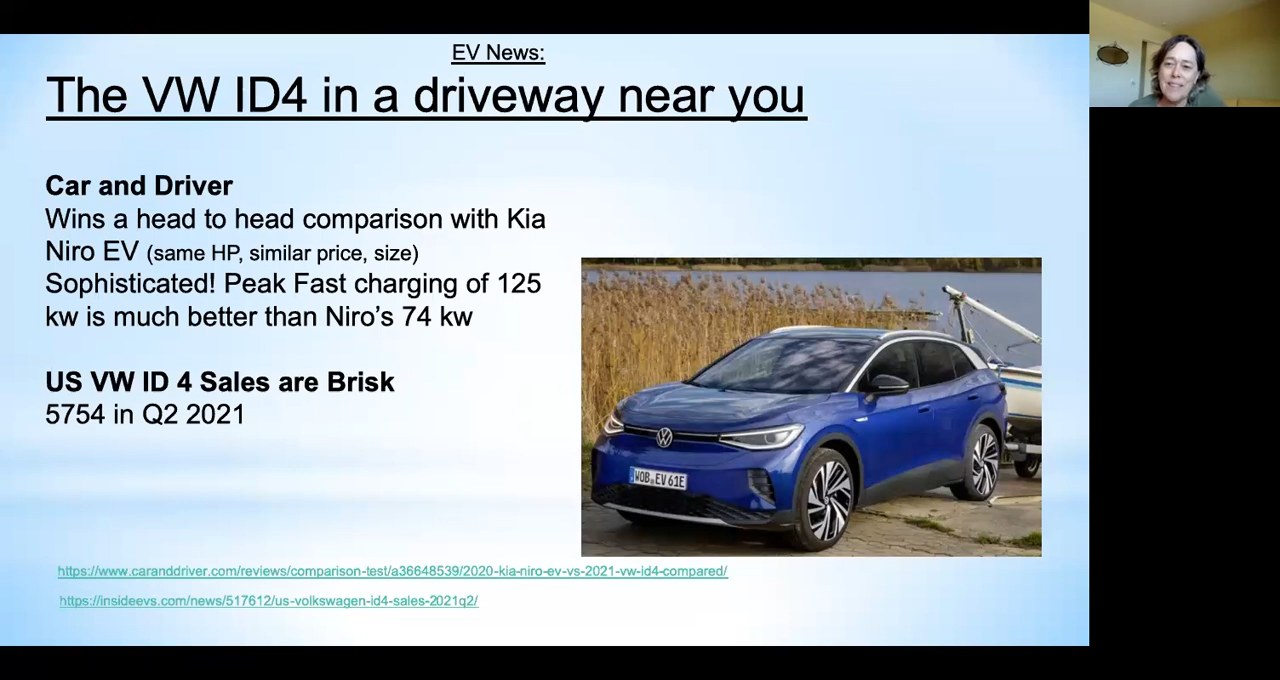 EV News:
The VW ID4 in a driveway near you
Car and Driver
Wins a head to head comparison with Kia
Niro EV (same HP, similar price, size)
Sophisticated! Peak Fast charging of 125
kw is much better than Niro’s 74 kw
US VW ID 4 Sales are Brisk
5754 in Q2 2021
WOB EV 61E
https://www.caranddriver.com/reviews/comparison-test/a36648539/2020-kia-niro-ev-vs-2021-vw-id4-compared/
https://insideevs.com/news/517612/us-volkswagen-id4-sales-2021q2/